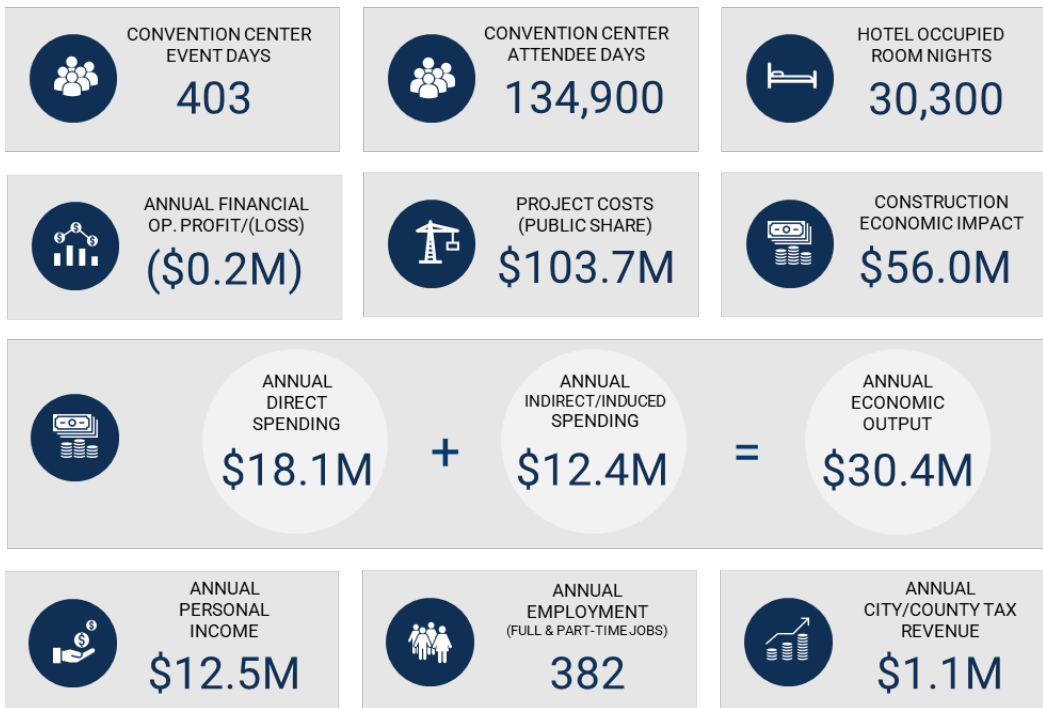 CONVENTION CENTER
EVENT DAYS
403
CONVENTION CENTER
ATTENDEE DAYS
134,900
HOTEL OCCUPIED
ROOM NIGHTS
30,300
ANNUAL FINANCIAL
OP. PROFIT/(LOSS)
($0.2M)
PROJECT COSTS
(PUBLIC SHARE)
$103.7M
CONSTRUCTION
ECONOMIC IMPACT
$56.0M
ANNUAL
DIRECT
SPENDING
$18.1M
+
ANNUAL
INDIRECT/INDUCED
SPENDING
$12.4M
=
ANNUAL
ECONOMIC
OUTPUT
$30.4M
ANNUAL
PERSONAL
INCOME
$12.5M
ANNUAL
EMPLOYMENT
(FULL & PART-TIME JOBS)
382
ANNUAL
CITY/COUNTY TAX
REVENUE
$1.1M